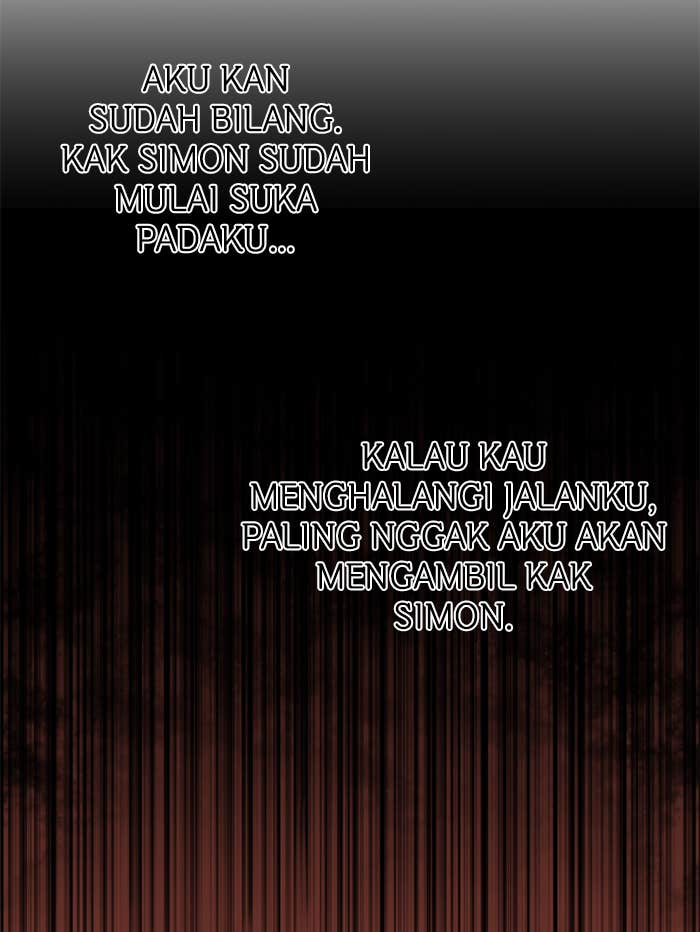 AKU KAN
SUDAH BILANG.
KAK SIMON SUDAH
MULAI SUKA
PADAKU...
KALAU KAU
MENGHALANGI JALANKU,
PALING NGGAK AKU AKAN
MENGAMBIL KAK
SIMON.